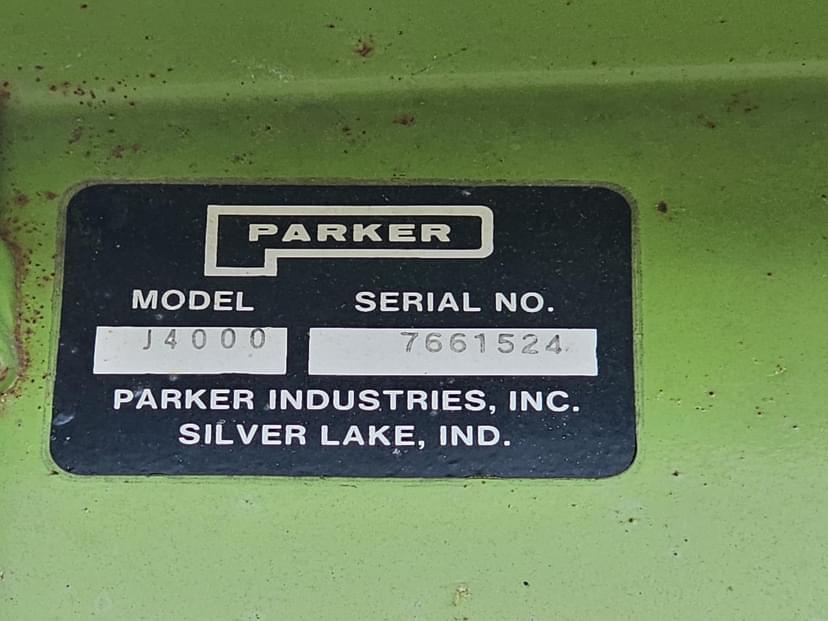 PARKER
MODEL SERIAL NO.
J4000 7661524
PARKER INDUSTRIES, INC.
SILVER LAKE, IND.